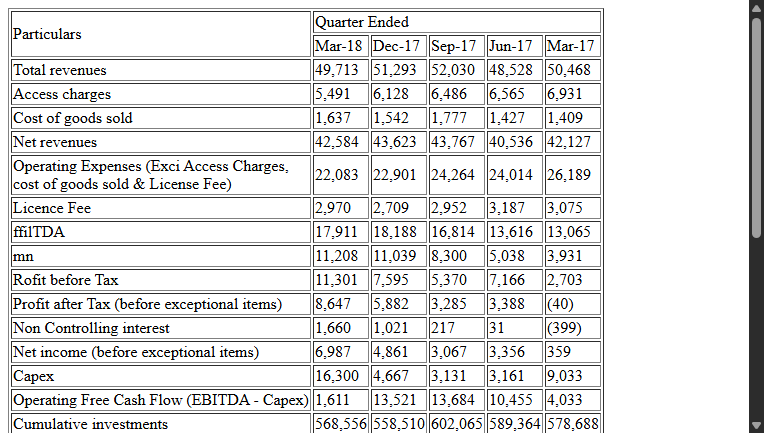 Particulars Quarter Ended
Mar-18 Dec-17 Sep-17 Jun-17 Mar-17
Total revenues 49,713 51,293 52,030 48,528 50,468
Access charges 5,491 6,128 6,486 6,565 6,931
Cost of goods sold 1,637 1,542 1,777 1,427 1,409
Net revenues 42,584 43,623 43,767 40,536 42,127
Operating Expenses (Exci Access Charges,
cost of goods sold & License Fee) 22,083 22,901 24,264 24,014 26,189
Licence Fee 2,970 2,709 2,952 3,187 3,075
ffilTDA 17,911 18,188 16,814 13,616 13,065
mn 11,208 11,039 8,300 5,038 3,931
Rofit before Tax 11,301 7,595 5,370 7,166 2,703
Profit after Tax (before exceptional items) 8,647 5,882 3,285 3,388 (40)
Non Controlling interest 1,660 1,021 217 31 (399)
Net income (before exceptional items) 6,987 4,861 3,067 3,356 359
Capex 16,300 4,667 3,131 3,161 9,033
Operating Free Cash Flow (EBITDA - Capex) 1,611 13,521 13,684 10,455 4,033
Cumulative investments 568,556 558,510 602,065 589,364 578,688